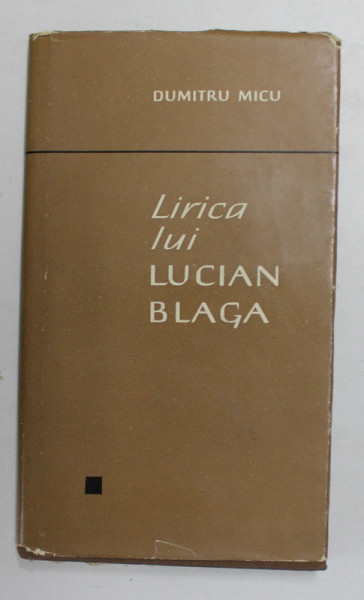 DUMITRU MICU
Lirica
lui
LUCIAN
BLAGA